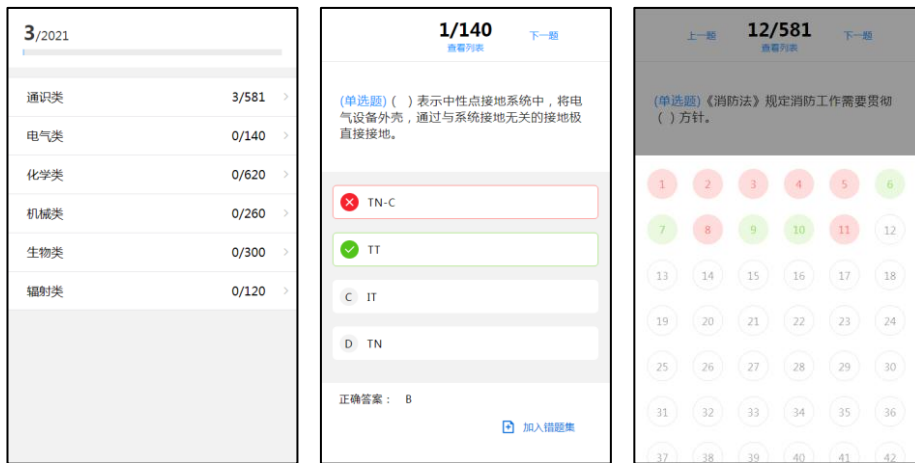 3/2021
通识类 3/581
电气类 0/140
化学类 0/620
机械类 0/260
生物类 0/300
辐射类 0/120
1/140 下一题
查看列表
(单选题) ( ) 表示中性点接地系统中，将电
气设备外壳，通过与系统接地无关的接地极
直接接地。
TN-C
TT
C IT
D TN
正确答案： B
加入错题集
上一题 12/581 下一题
查看列表
(单选题)《消防法》规定消防工作需要贯彻
( ) 方针。
1 2 3 4 5 6
7 8 9 10 11 12
13 14 15 16 17 18
19 20 21 22 23 24
25 26 27 28 29 30
31 32 33 34 35 36
37 38 39 40 41 42